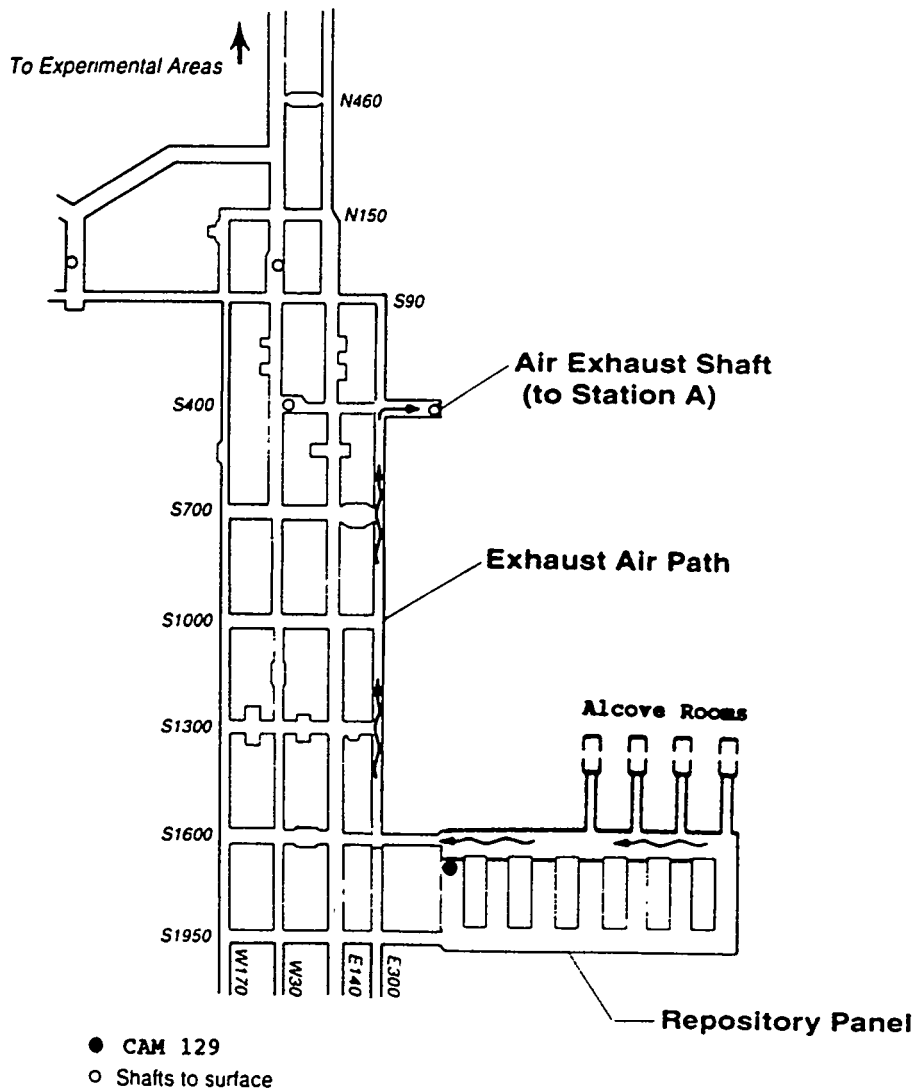 To Experimental Areas
N460
N150
S90
Air Exhaust Shaft
(to Station A)
S400
S700
Exhaust Air Path
S1000
Alcove Rooms
S1300
S1600
S1950
W170
W30
E140
E300
Repository Panel
CAM 129
Shafts to surface